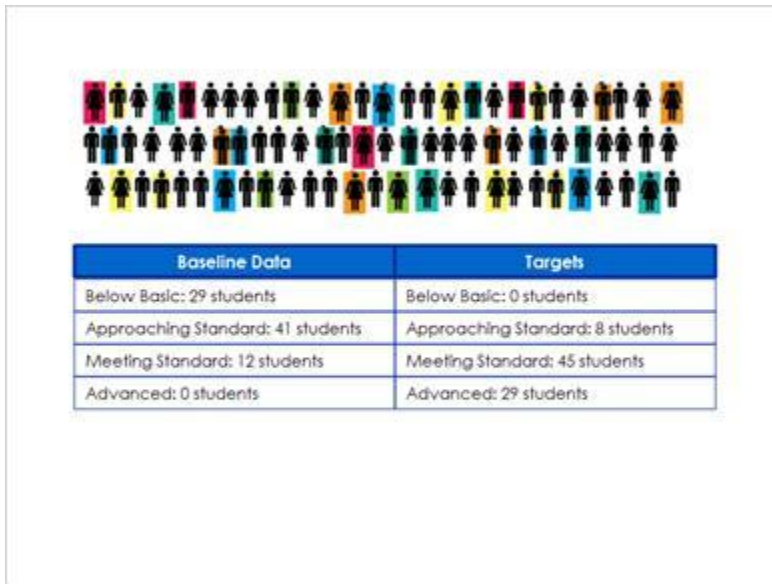 Baseline Data Targets
Below Basic: 29 students Below Basic: 0 students
Approaching Standard: 41 students Approaching Standard: 8 students
Meeting Standard: 12 students Meeting Standard: 45 students
Advanced: 0 students Advanced: 29 students